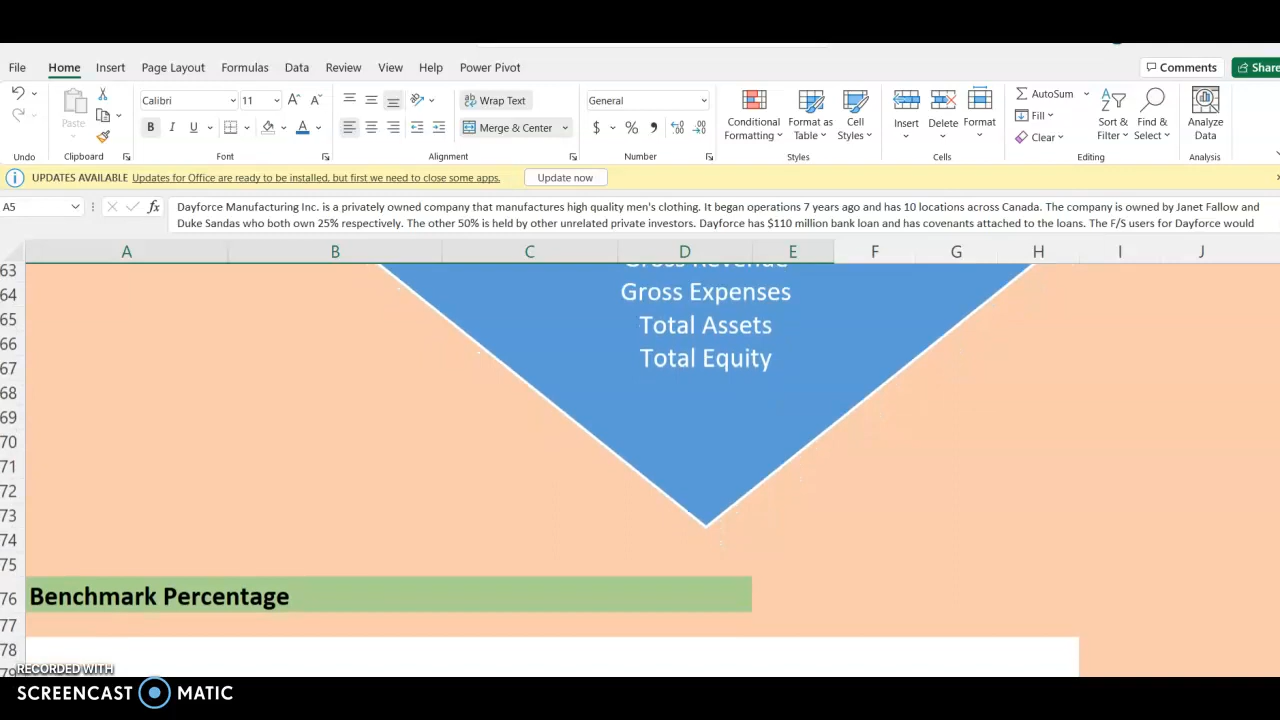 File Home Insert Page Layout Formulas Data Review View Help Power Pivot Comments Share
Calibri 11 Wrap Text General AutoSum
Paste B I U Merge & Center $ % Conditional Formatting Format as Table Cell Styles Insert Delete Format Fill Clear Sort & Filter Find & Select Analyze Data
Undo Clipboard Font Alignment Number Styles Cells Editing Analysis
UPDATES AVAILABLE Updates for Office are ready to be installed, but first we need to close some apps. Update now
A5 fx Dayforce Manufacturing Inc. is a privately owned company that manufactures high quality men's clothing. It began operations 7 years ago and has 10 locations across Canada. The company is owned by Janet Fallow and
Duke Sandas who both own 25% respectively. The other 50% is held by other unrelated private investors. Dayforce has $110 million bank loan and has covenants attached to the loans. The F/S users for Dayforce would
A B C D E F G H I J
63 Gross Revenue
64 Gross Expenses
65 Total Assets
66
67 Total Equity
68
69
70
71
72
73
74
75
76 Benchmark Percentage
77
78
79
RECORDED WITH
SCREENCAST MATIC